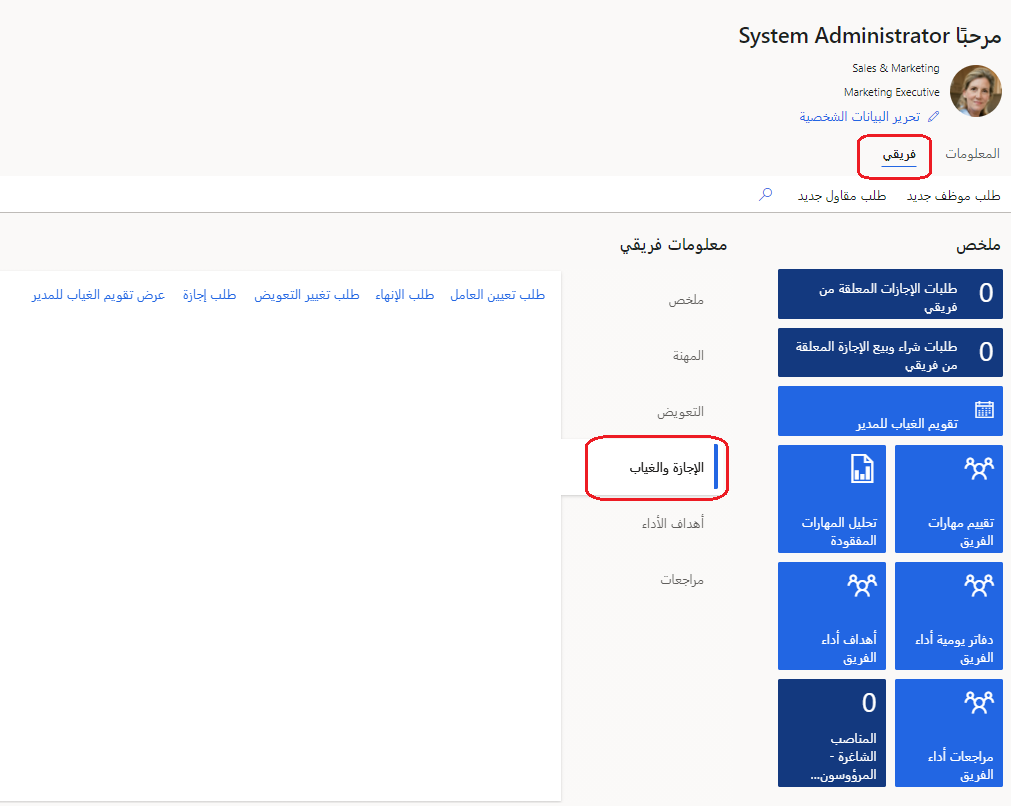 مرحبًا System Administrator
Sales & Marketing
Marketing Executive
تحرير البيانات الشخصية
المعلومات
فريقي
طلب موظف جديد
طلب مقاول جديد
ملخص
0
طلبات الإجازات المعلقة من
فريقي
0
طلبات شراء وبيع الإجازة المعلقة
من فريقي
تقويم الغياب للمدير
تقييم مهارات
الفريق
تحليل المهارات
المفقودة
دفاتر يومية أداء
الفريق
أهداف أداء
الفريق
مراجعات أداء
الفريق
0
المناصب
الشاغرة -
المرؤوسون...
معلومات فريقي
ملخص
المهنة
التعويض
الإجازة والغياب
أهداف الأداء
مراجعات
طلب تعيين العامل
طلب الإنهاء
طلب تغيير التعويض
طلب إجازة
عرض تقويم الغياب للمدير